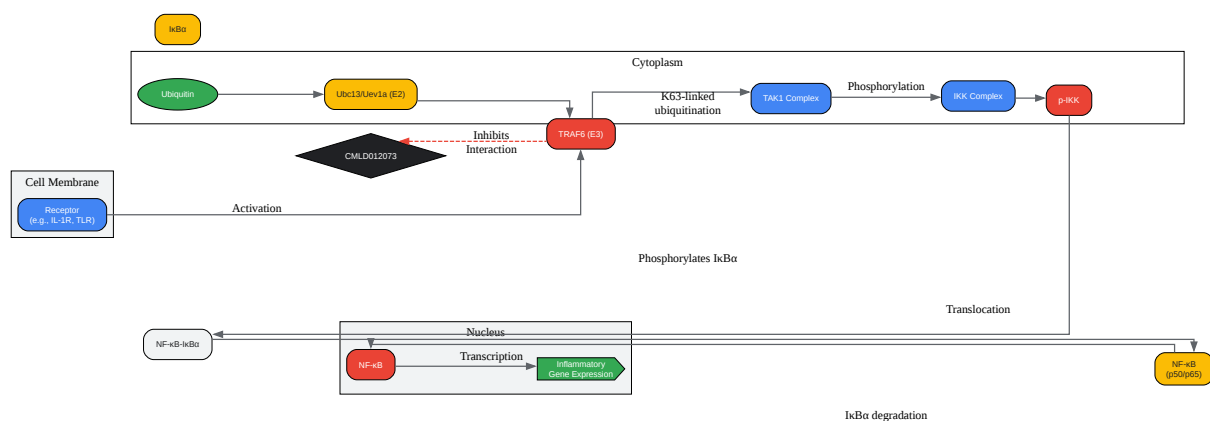 IκBα
Cytoplasm
Ubiquitin
Ubc13/Uev1a (E2)
K63-linked
ubiquitination
TAK1 Complex
Phosphorylation
IKK Complex
p-IKK
TRAF6 (E3)
Inhibits
Interaction
CMLD012073
Cell Membrane
Receptor
(e.g., IL-1R, TLR)
Activation
Phosphorylates IκBα
Translocation
NF-κB-IκBα
Nucleus
NF-κB
Transcription
Inflammatory
Gene Expression
NF-κB
(p50/p65)
IκBα degradation